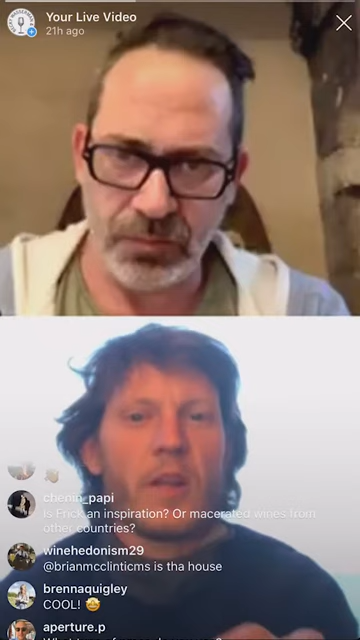 Your Live Video
21h ago
chenin_papi
Is Frick an inspiration? Or macerated wines from
other countries?
winehedonism29
@brianmcclinticms is tha house
brennaquigley
COOL! 🤩
aperture.p